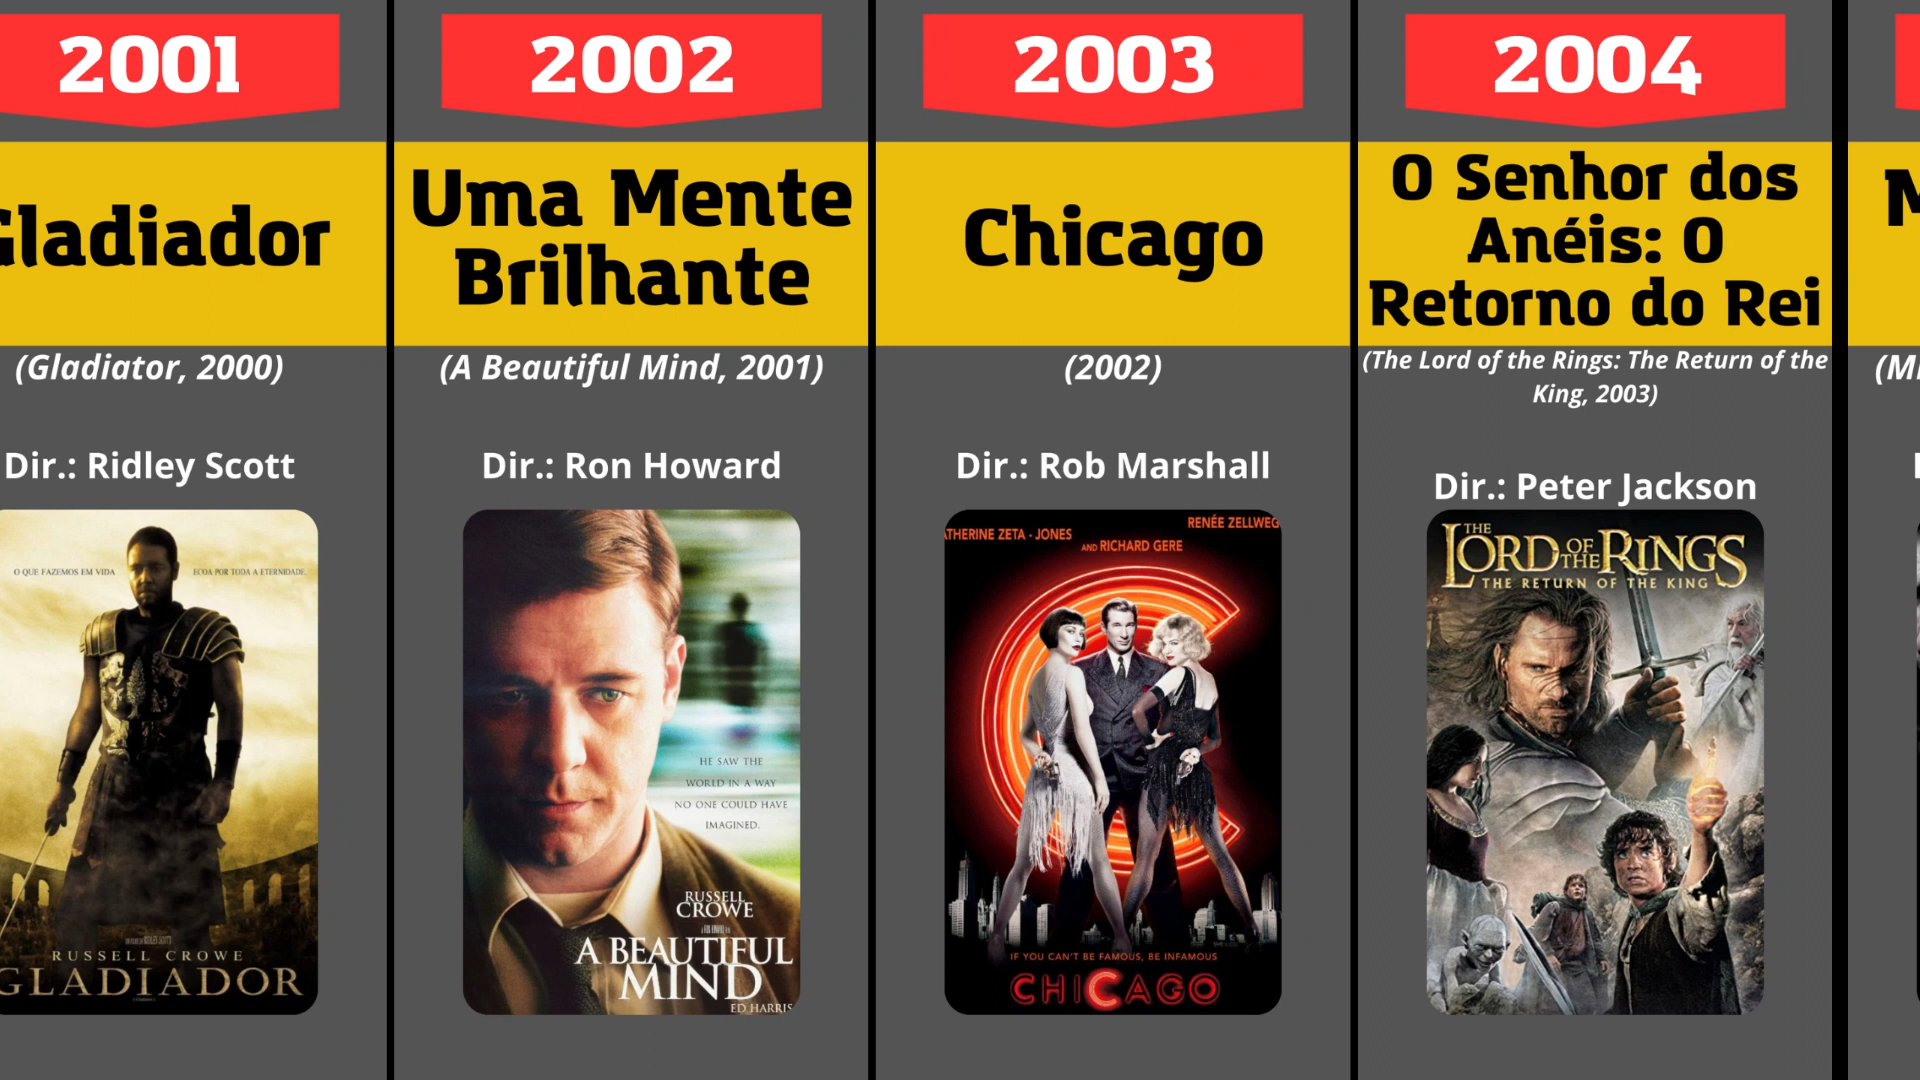 2001
Gladiador
(Gladiator, 2000)
Dir.: Ridley Scott
O QUE FAZEMOS EM VIDA
ECOA POR TODA A ETERNIDADE.
RUSSELL CROWE
GLADIADOR
2002
Uma Mente
Brilhante
(A Beautiful Mind, 2001)
Dir.: Ron Howard
HE SAW THE
WORLD IN A WAY
NO ONE COULD HAVE
IMAGINED.
RUSSELL
CROWE
A BEAUTIFUL
MIND
ED HARRIS
2003
Chicago
(2002)
Dir.: Rob Marshall
ATHERINE ZETA-JONES
RENÉE ZELLWEG
AND RICHARD GERE
IF YOU CAN'T BE FAMOUS, BE INFAMOUS
CHICAGO
2004
O Senhor dos
Anéis: O
Retorno do Rei
(The Lord of the Rings: The Return of the
King, 2003)
Dir.: Peter Jackson
THE
LORD OF THE RINGS
THE RETURN OF THE KING
M
(Mi